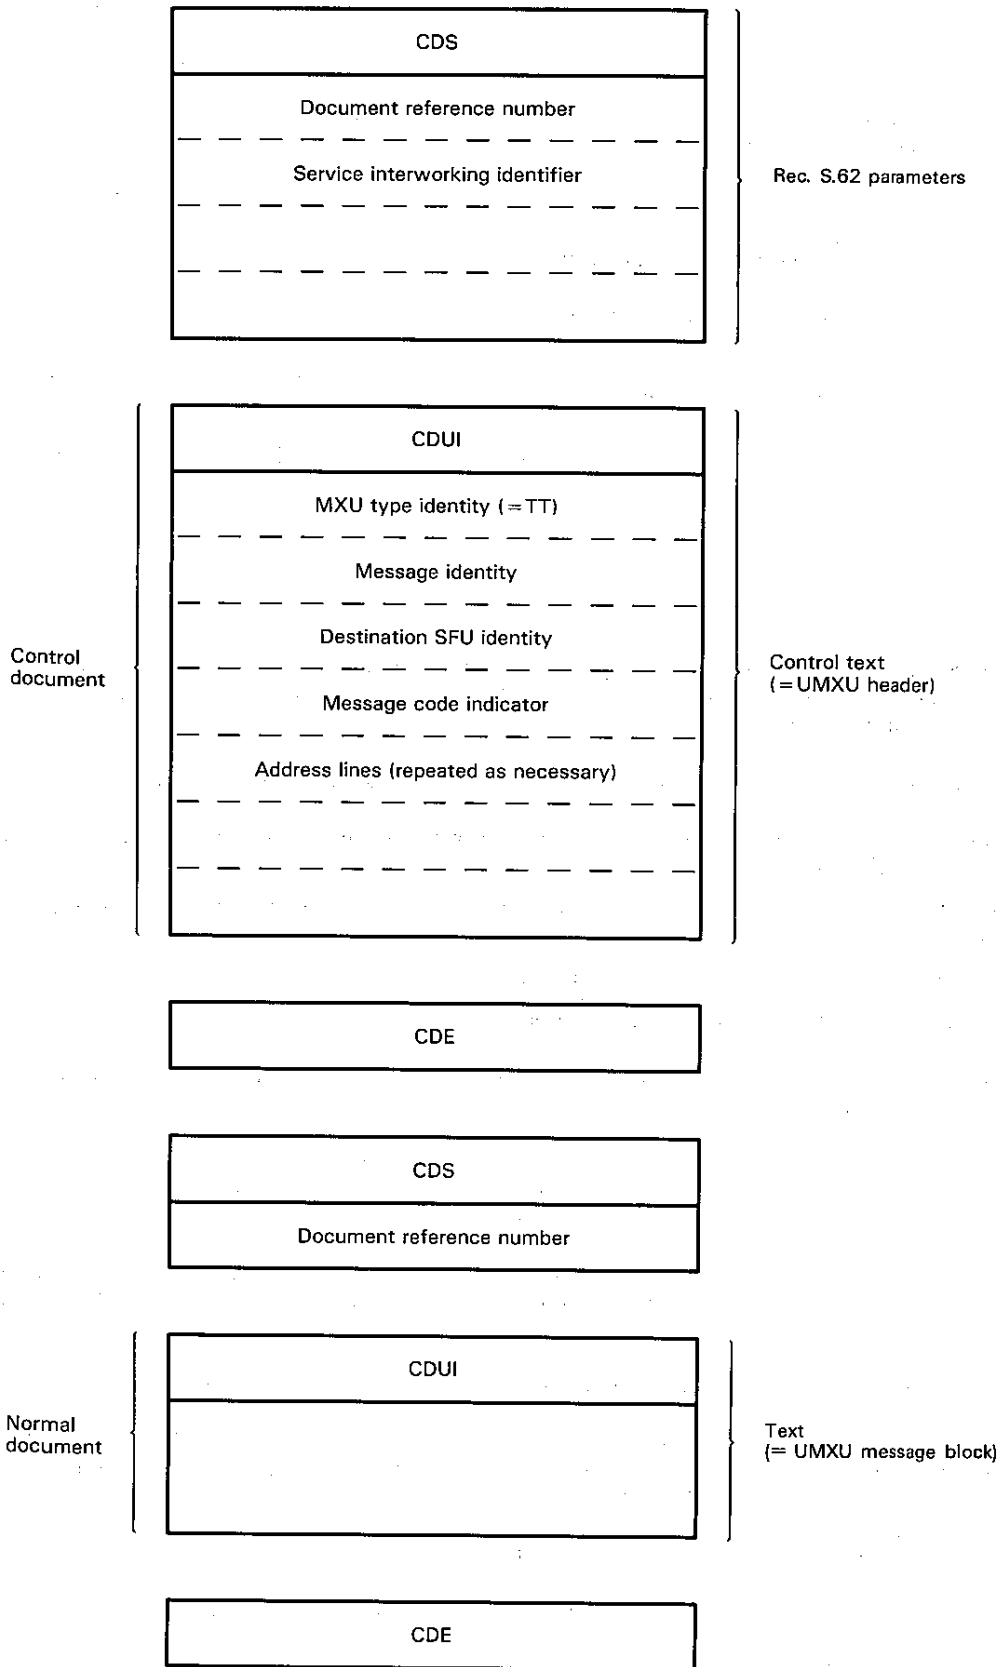 CDS
Document reference number
Service interworking identifier
Rec. S.62 parameters
CDUI
MXU type identity (=TT)
Message identity
Destination SFU identity
Message code indicator
Address lines (repeated as necessary)
Control
document
Control text
(=UMXU header)
CDE
CDS
Document reference number
CDUI
Normal
document
Text
(= UMXU message block)
CDE